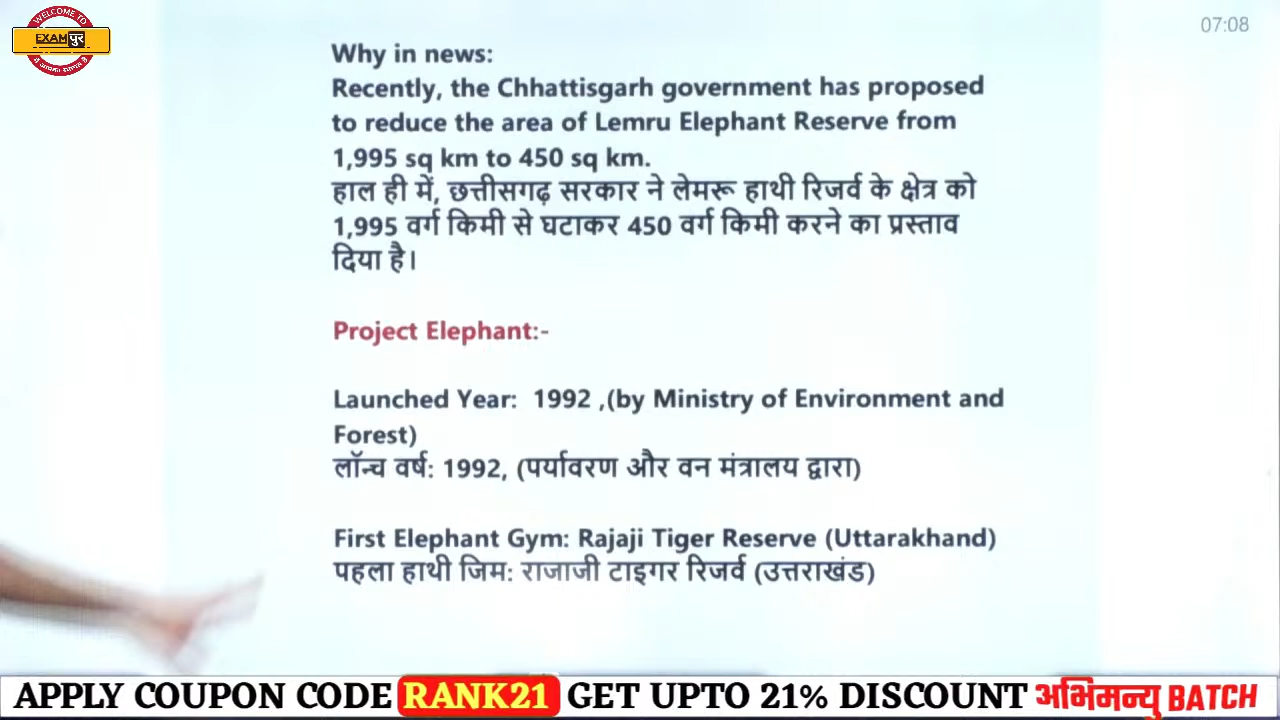 WELCOME TO
EXAMपुर
07:08
Why in news:
Recently, the Chhattisgarh government has proposed
to reduce the area of Lemru Elephant Reserve from
1,995 sq km to 450 sq km.
हाल ही में, छत्तीसगढ़ सरकार ने लेमरू हाथी रिजर्व के क्षेत्र को
1,995 वर्ग किमी से घटाकर 450 वर्ग किमी करने का प्रस्ताव
दिया है।
Project Elephant:-
Launched Year: 1992 ,(by Ministry of Environment and
Forest)
लॉन्च वर्ष: 1992, (पर्यावरण और वन मंत्रालय द्वारा)
First Elephant Gym: Rajaji Tiger Reserve (Uttarakhand)
पहला हाथी जिम: राजाजी टाइगर रिजर्व (उत्तराखंड)
APPLY COUPON CODE RANK21 GET UPTO 21% DISCOUNT अभिमन्यु BATCH